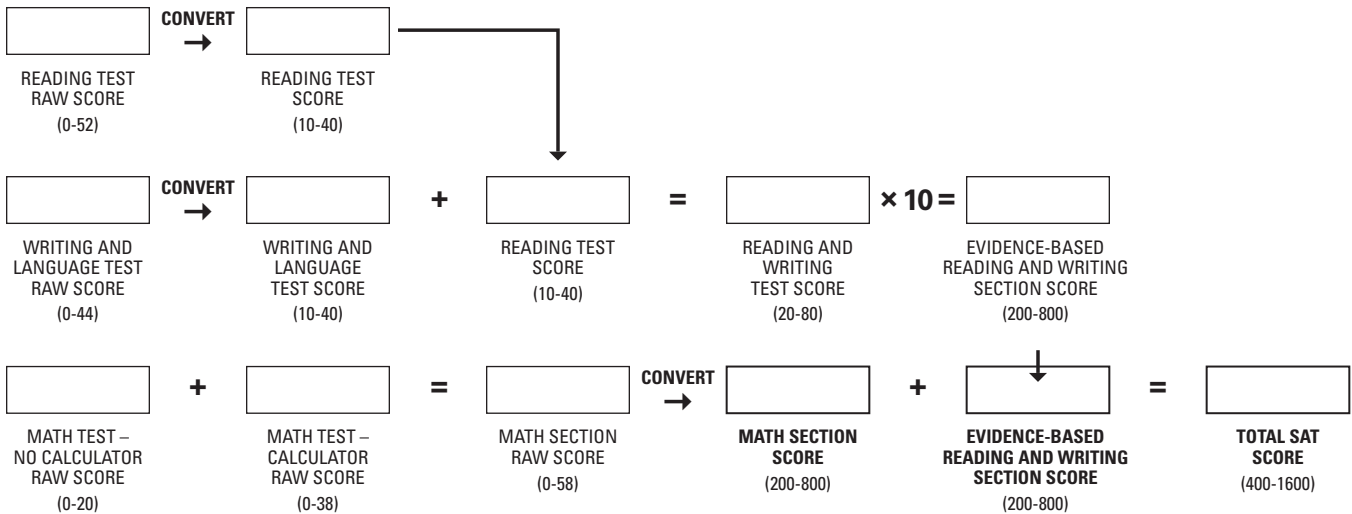 CONVERT
→
READING TEST
RAW SCORE
(0-52)
READING TEST
SCORE
(10-40)
CONVERT
→
+
=
× 10 =
WRITING AND
LANGUAGE TEST
RAW SCORE
(0-44)
WRITING AND
LANGUAGE
TEST SCORE
(10-40)
READING TEST
SCORE
(10-40)
READING AND
WRITING
TEST SCORE
(20-80)
EVIDENCE-BASED
READING AND WRITING
SECTION SCORE
(200-800)
+
=
CONVERT
→
+
=
MATH TEST –
NO CALCULATOR
RAW SCORE
(0-20)
MATH TEST –
CALCULATOR
RAW SCORE
(0-38)
MATH SECTION
RAW SCORE
(0-58)
MATH SECTION
SCORE
(200-800)
EVIDENCE-BASED
READING AND WRITING
SECTION SCORE
(200-800)
TOTAL SAT
SCORE
(400-1600)